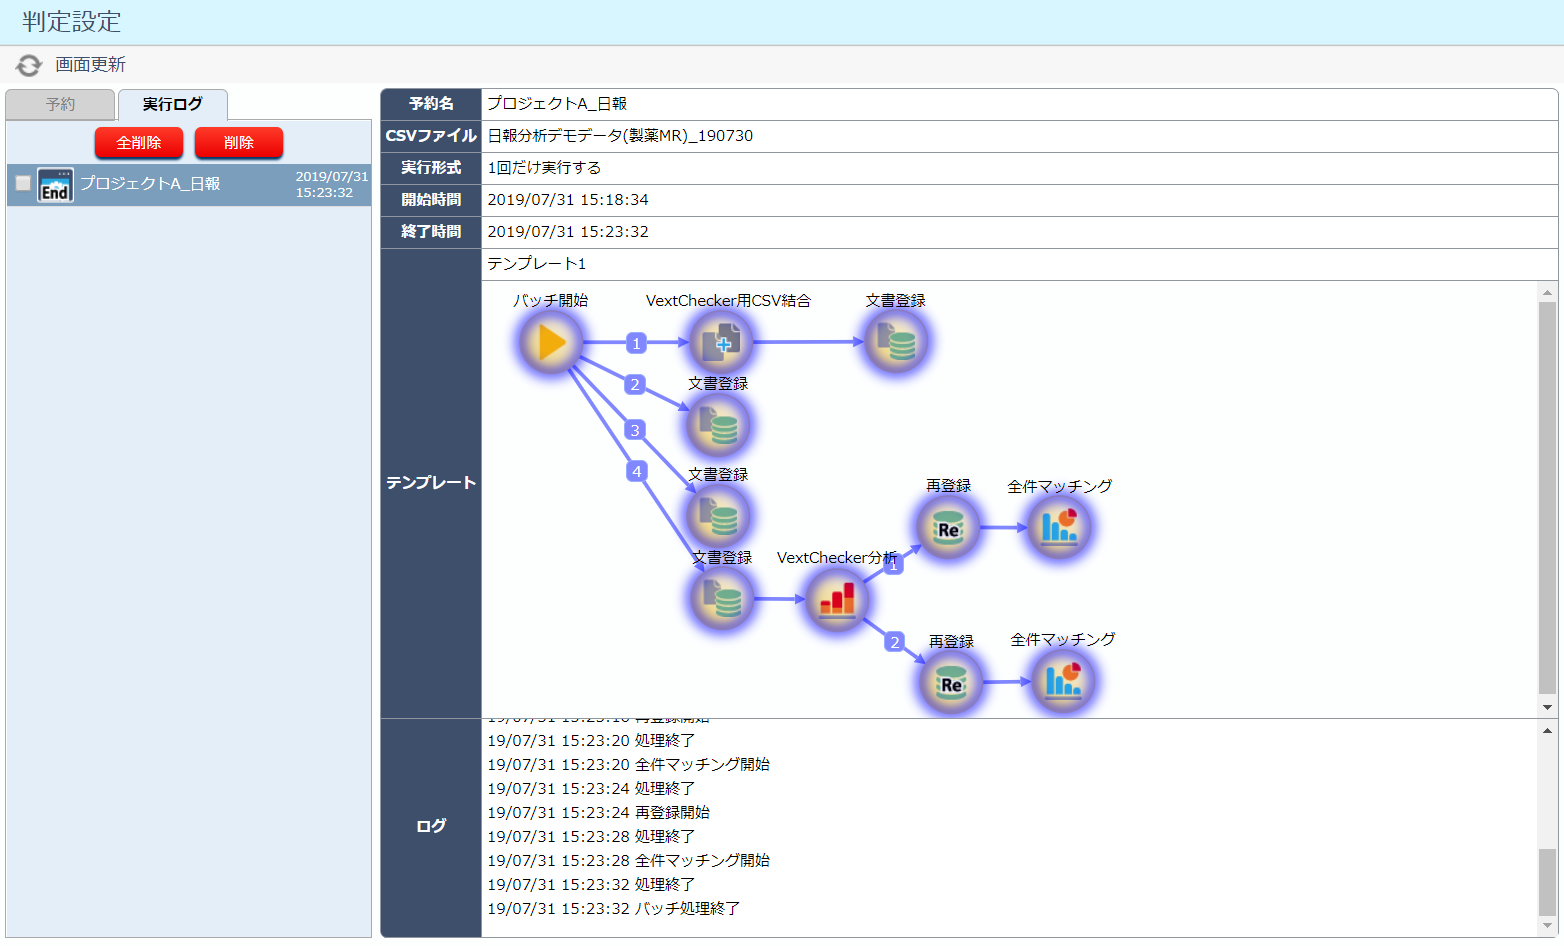 判定設定
画面更新
予約
実行ログ
全削除
削除
End
プロジェクトA_日報
2019/07/31
15:23:32
予約名
プロジェクトA_日報
CSVファイル
日報分析デモデータ(製薬MR)_190730
実行形式
1回だけ実行する
開始時間
2019/07/31 15:18:34
終了時間
2019/07/31 15:23:32
テンプレート
テンプレート1
バッチ開始
VextChecker用CSV結合
文書登録
1
2
文書登録
3
4
文書登録
再登録
全件マッチング
Re
文書登録
VextChecker分析
1
2
再登録
全件マッチング
Re
ログ
19/07/31 15:23:20 処理終了
19/07/31 15:23:20 全件マッチング開始
19/07/31 15:23:24 処理終了
19/07/31 15:23:24 再登録開始
19/07/31 15:23:28 処理終了
19/07/31 15:23:28 全件マッチング開始
19/07/31 15:23:32 処理終了
19/07/31 15:23:32 バッチ処理終了